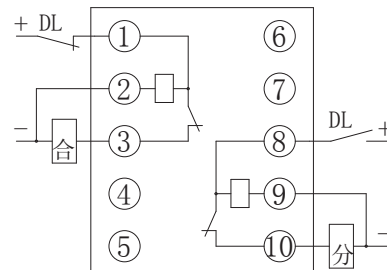 + DL ① ⑥
② ⑦
− 合 ③ ⑧ DL +
④ ⑨
⑤ ⑩ 分 −